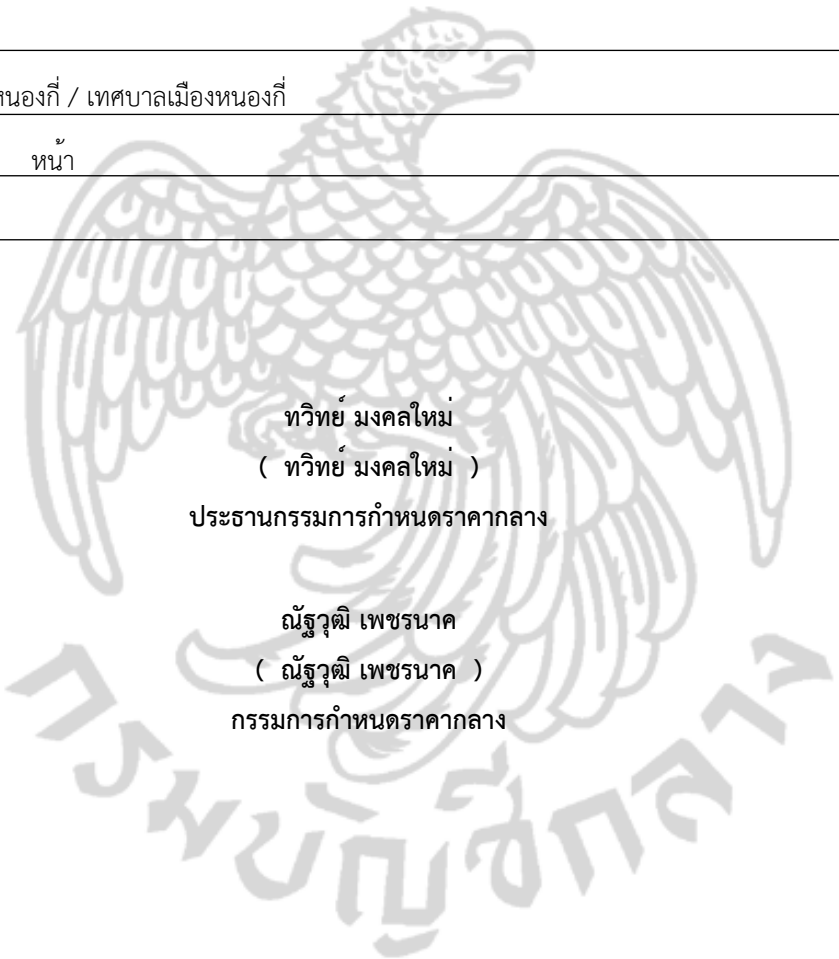 หนองกี่ / เทศบาลเมืองหนองกี่
หน้า
ทวิทย์ มงคลใหม่
( ทวิทย์ มงคลใหม่ )
ประธานกรรมการกำหนดราคากลาง
ณัฐวุฒิ เพชรนาค
( ณัฐวุฒิ เพชรนาค )
กรรมการกำหนดราคากลาง
กรมบัญชีกลาง